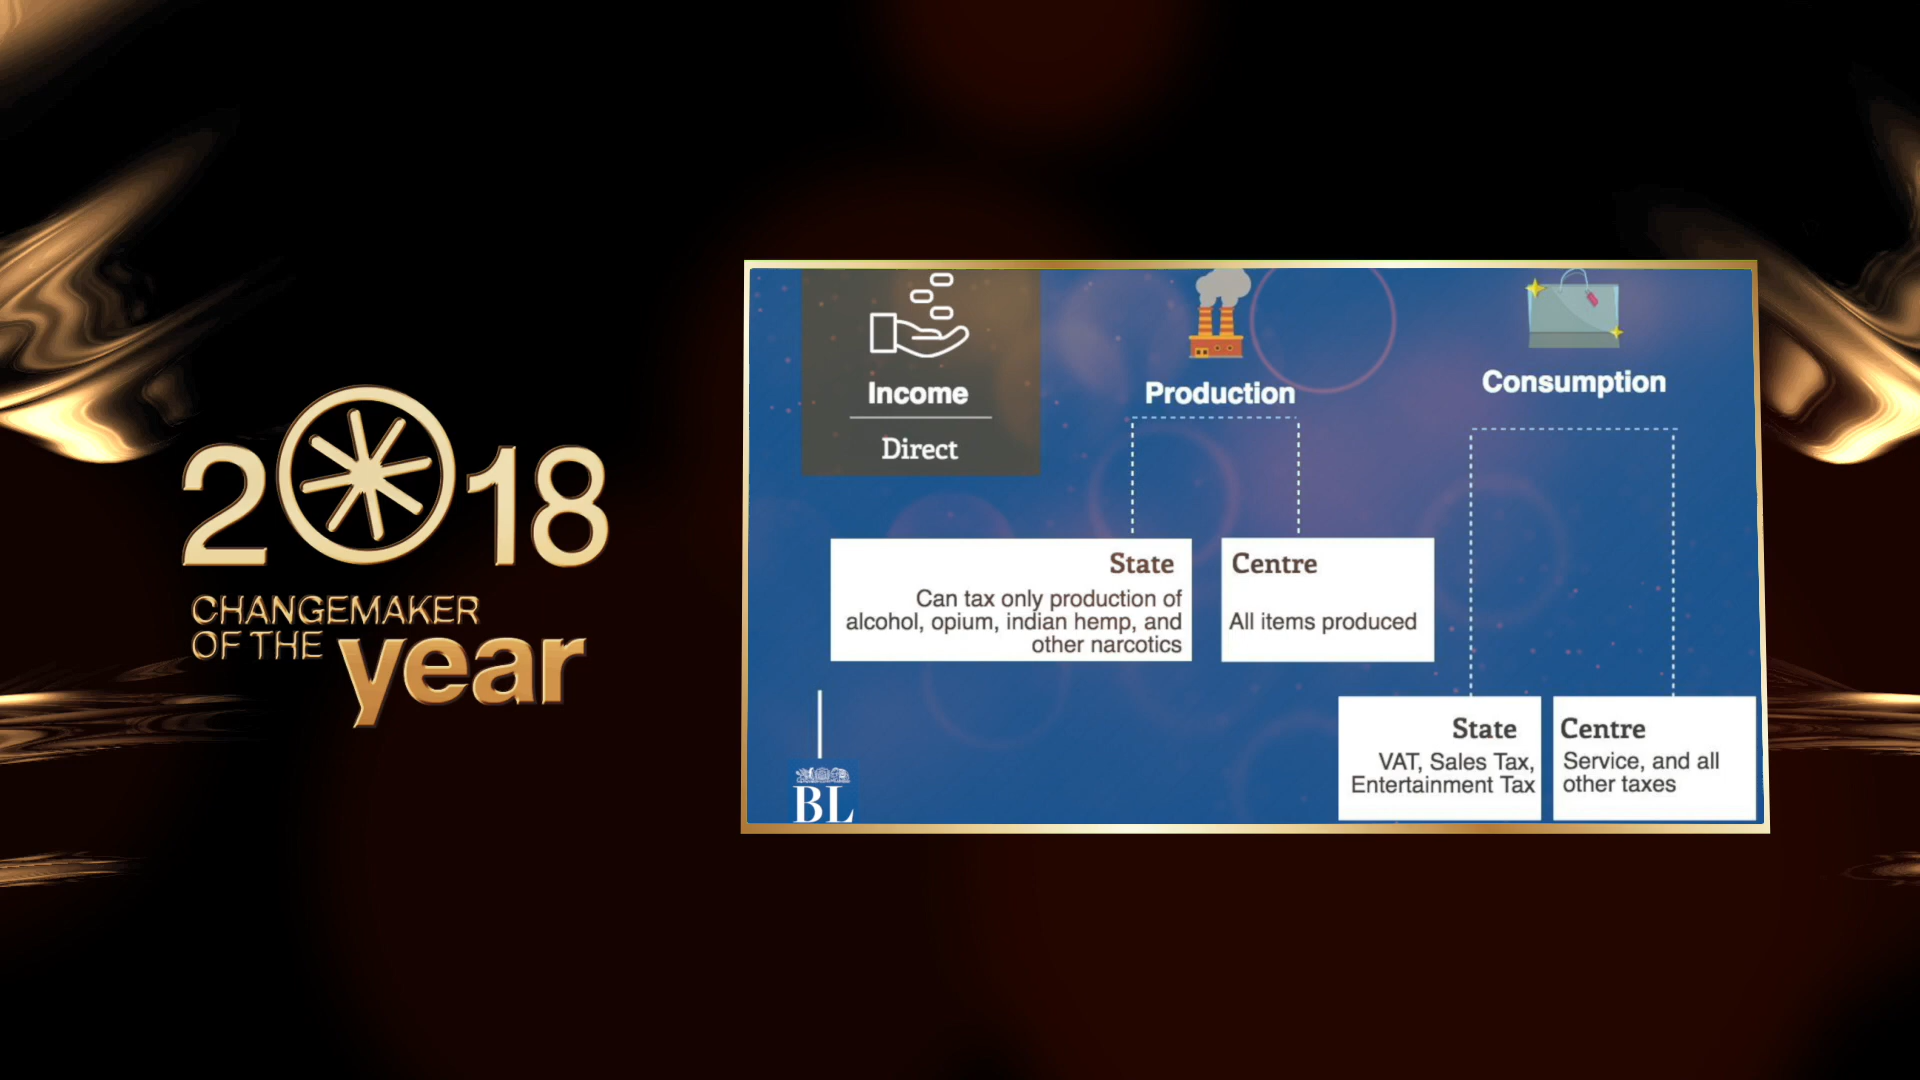 2018
CHANGEMAKER
OF THE year
Income
Direct
Production
Consumption
State
Can tax only production of
alcohol, opium, indian hemp, and
other narcotics
Centre
All items produced
State
VAT, Sales Tax,
Entertainment Tax
Centre
Service, and all
other taxes
BL